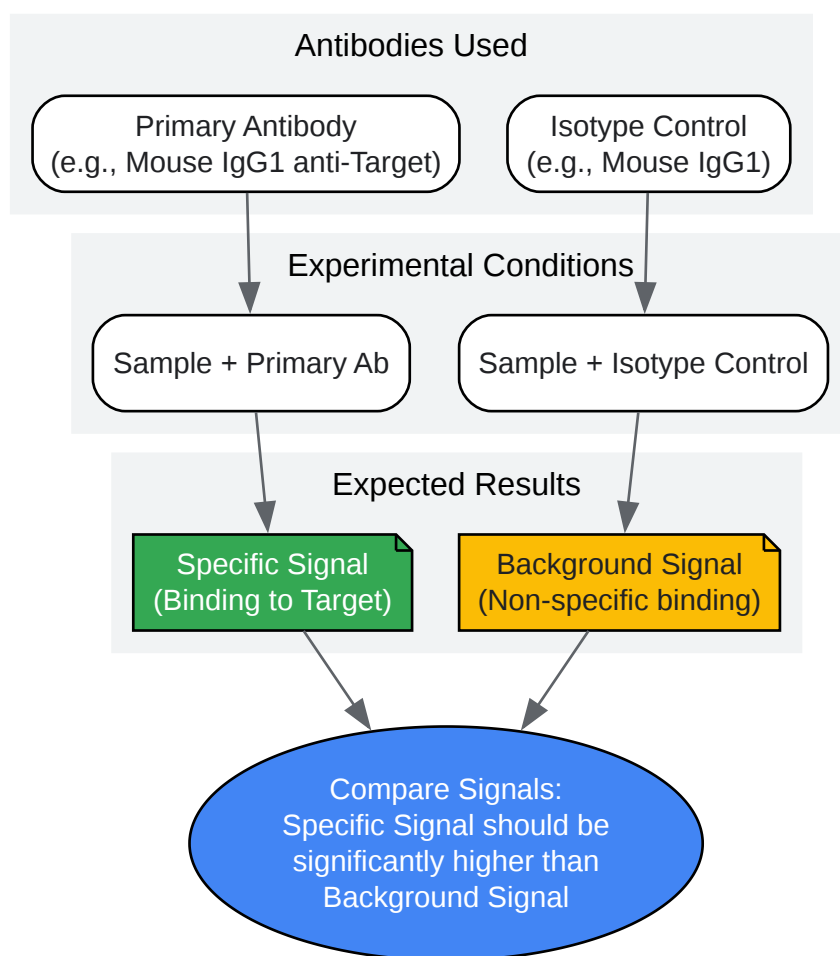 Antibodies Used
Primary Antibody
(e.g., Mouse IgG1 anti-Target)
Isotype Control
(e.g., Mouse IgG1)
Experimental Conditions
Sample + Primary Ab
Sample + Isotype Control
Expected Results
Specific Signal
(Binding to Target)
Background Signal
(Non-specific binding)
Compare Signals:
Specific Signal should be
significantly higher than
Background Signal